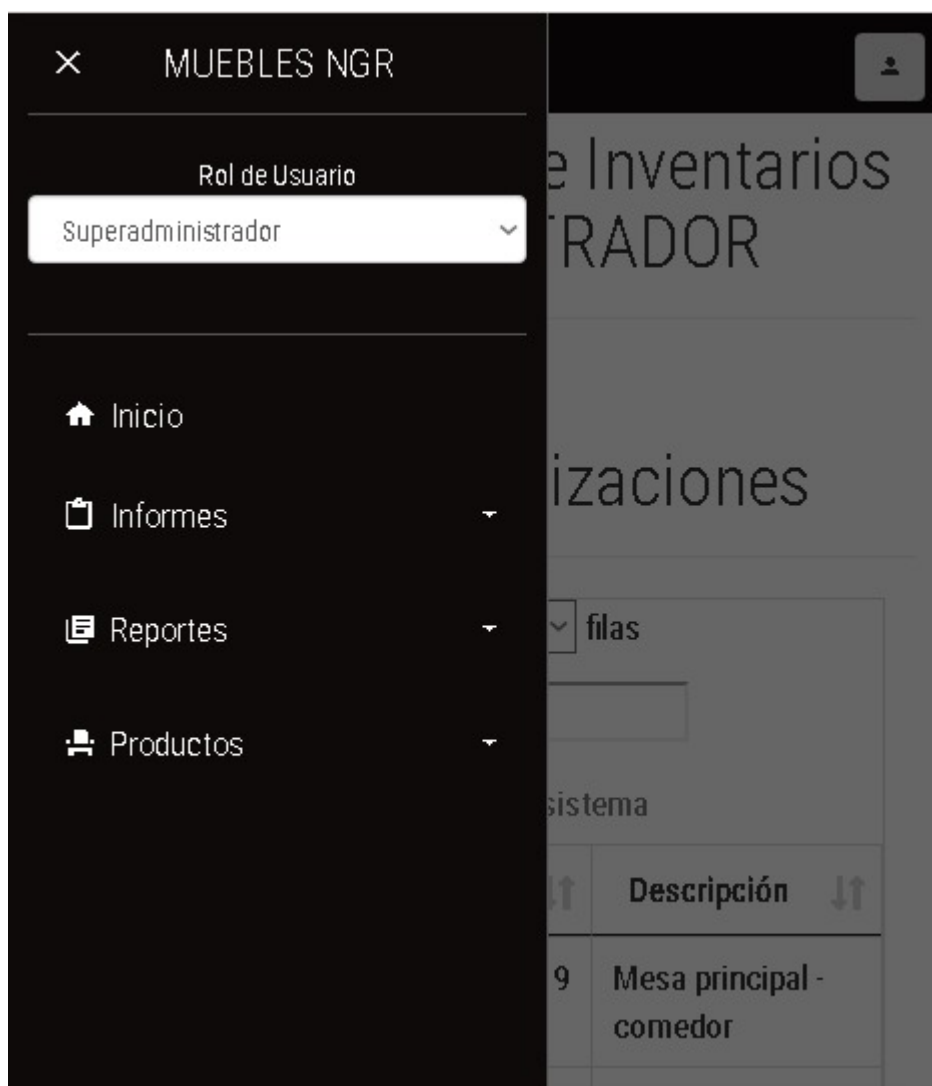 MUEBLES NGR
Rol de Usuario
Superadministrador
Inicio
Informes
Reportes
Productos
e Inventarios
TRADOR
izaciones
filas
sistema
Descripción
9 Mesa principal -
comedor